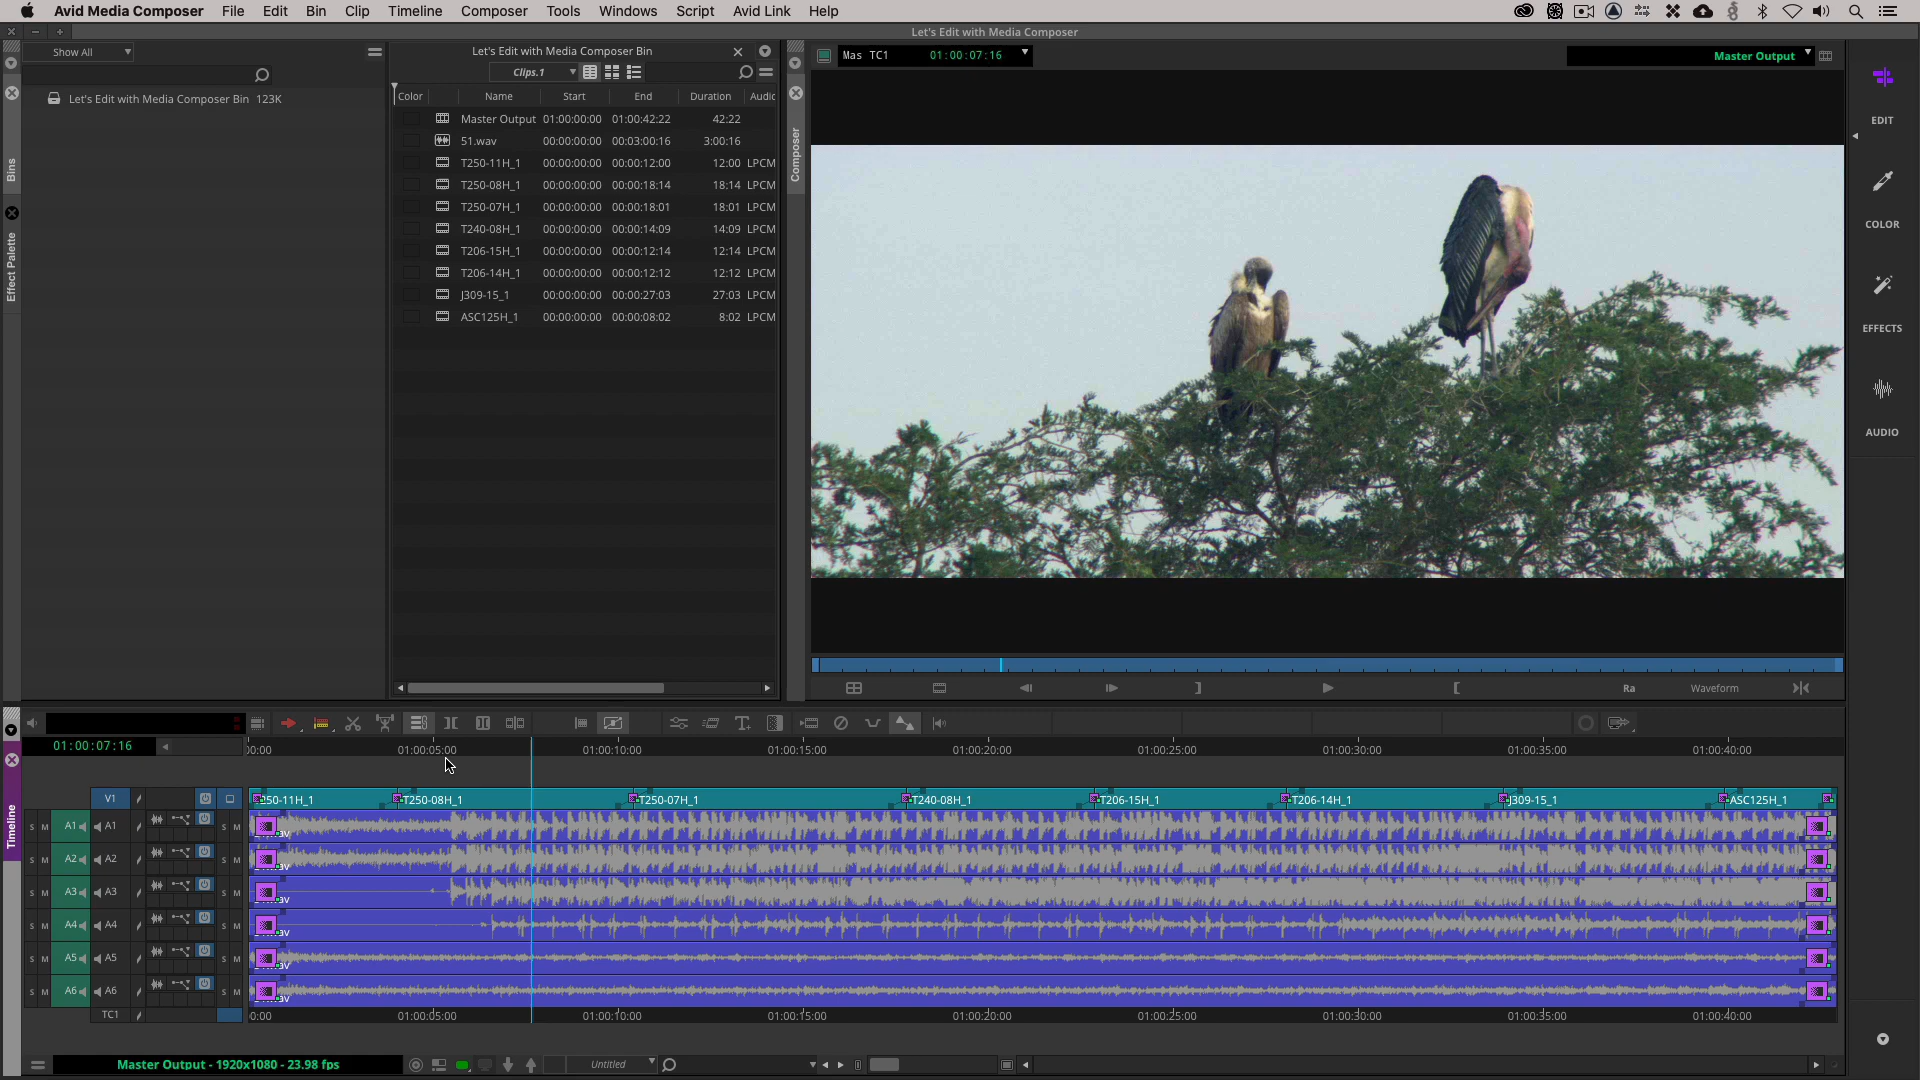 Avid Media Composer File Edit Bin Clip Timeline Composer Tools Windows Script Avid Link Help
Let's Edit with Media Composer
Show All
Let's Edit with Media Composer Bin 123K
Bins
Effect Palette
Let's Edit with Media Composer Bin
Clips.1
Color Name Start End Duration Audio
Master Output 01:00:00:00 01:00:42:22 42:22
51.wav 00:00:00:00 00:03:00:16 3:00:16
T250-11H_1 00:00:00:00 00:00:12:00 12:00 LPCM
T250-08H_1 00:00:00:00 00:00:18:14 18:14 LPCM
T250-07H_1 00:00:00:00 00:00:18:01 18:01 LPCM
T240-08H_1 00:00:00:00 00:00:14:09 14:09 LPCM
T206-15H_1 00:00:00:00 00:00:12:14 12:14 LPCM
T206-14H_1 00:00:00:00 00:00:12:12 12:12 LPCM
J309-15_1 00:00:00:00 00:00:27:03 27:03 LPCM
ASC125H_1 00:00:00:00 00:00:08:02 8:02 LPCM
Composer
Mas TC1 01:00:07:16 Master Output
Ra Waveform
EDIT
COLOR
EFFECTS
AUDIO
Timeline
01:00:07:16
00:00 01:00:05:00 01:00:10:00 01:00:15:00 01:00:20:00 01:00:25:00 01:00:30:00 01:00:35:00 01:00:40:00
V1 250-11H_1 T250-08H_1 T250-07H_1 T240-08H_1 T206-15H_1 T206-14H_1 J309-15_1 ASC125H_1
S M A1 A1 S M
S M A2 A2 S M
S M A3 A3 S M
S M A4 A4 S M
S M A5 A5 S M
S M A6 A6 S M
TC1 0:00 01:00:05:00 01:00:10:00 01:00:15:00 01:00:20:00 01:00:25:00 01:00:30:00 01:00:35:00 01:00:40:00
Master Output - 1920x1080 - 23.98 fps Untitled